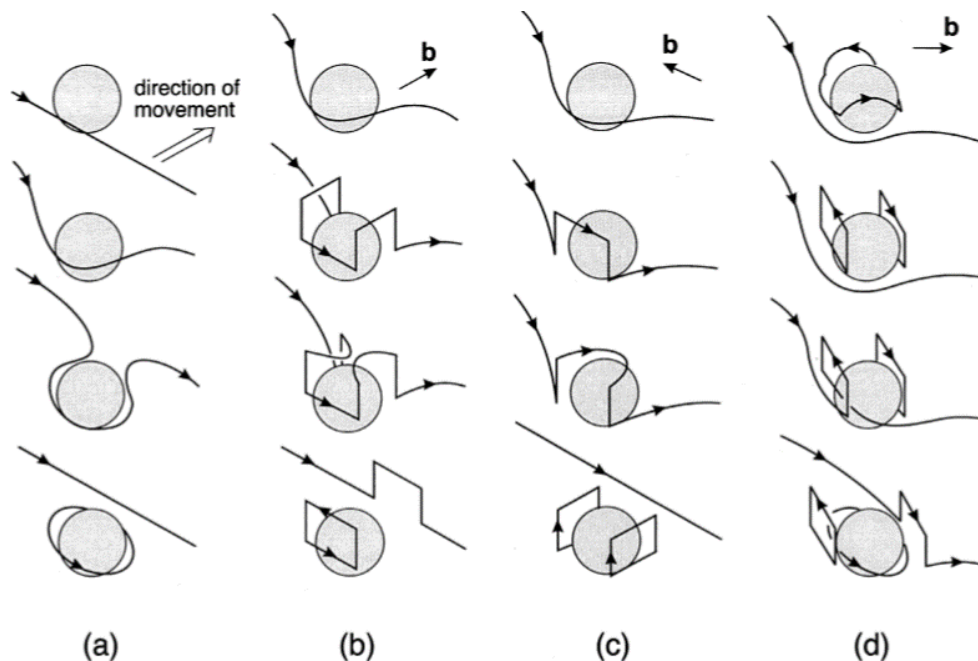 b
b
b
direction of
movement
(a)
(b)
(c)
(d)